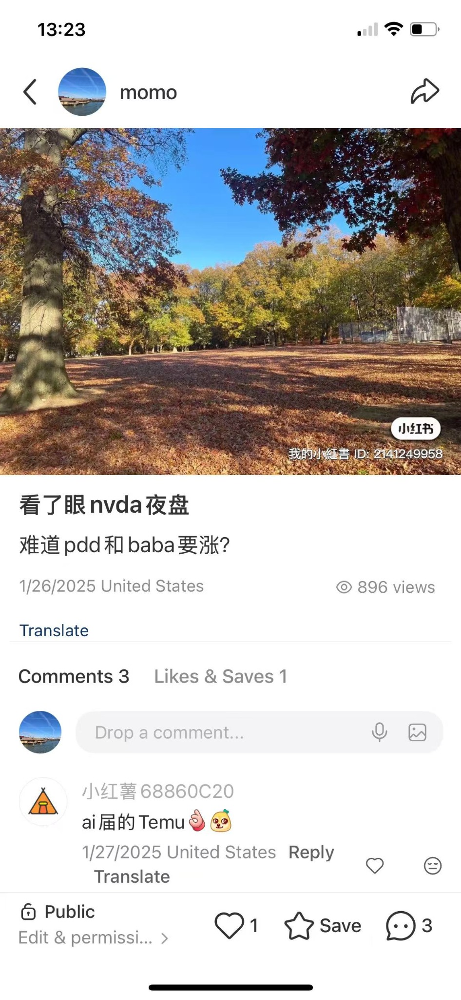 13:23
momo
小红书
我的小紅書 ID: 2141249958
看了眼nvda夜盘
难道pdd和baba要涨?
1/26/2025 United States
896 views
Translate
Comments 3
Likes & Saves 1
Drop a comment...
小红薯68860C20
ai届的Temu👌
1/27/2025 United States Reply
Translate
Public
1
Save
3
Edit & permissi...